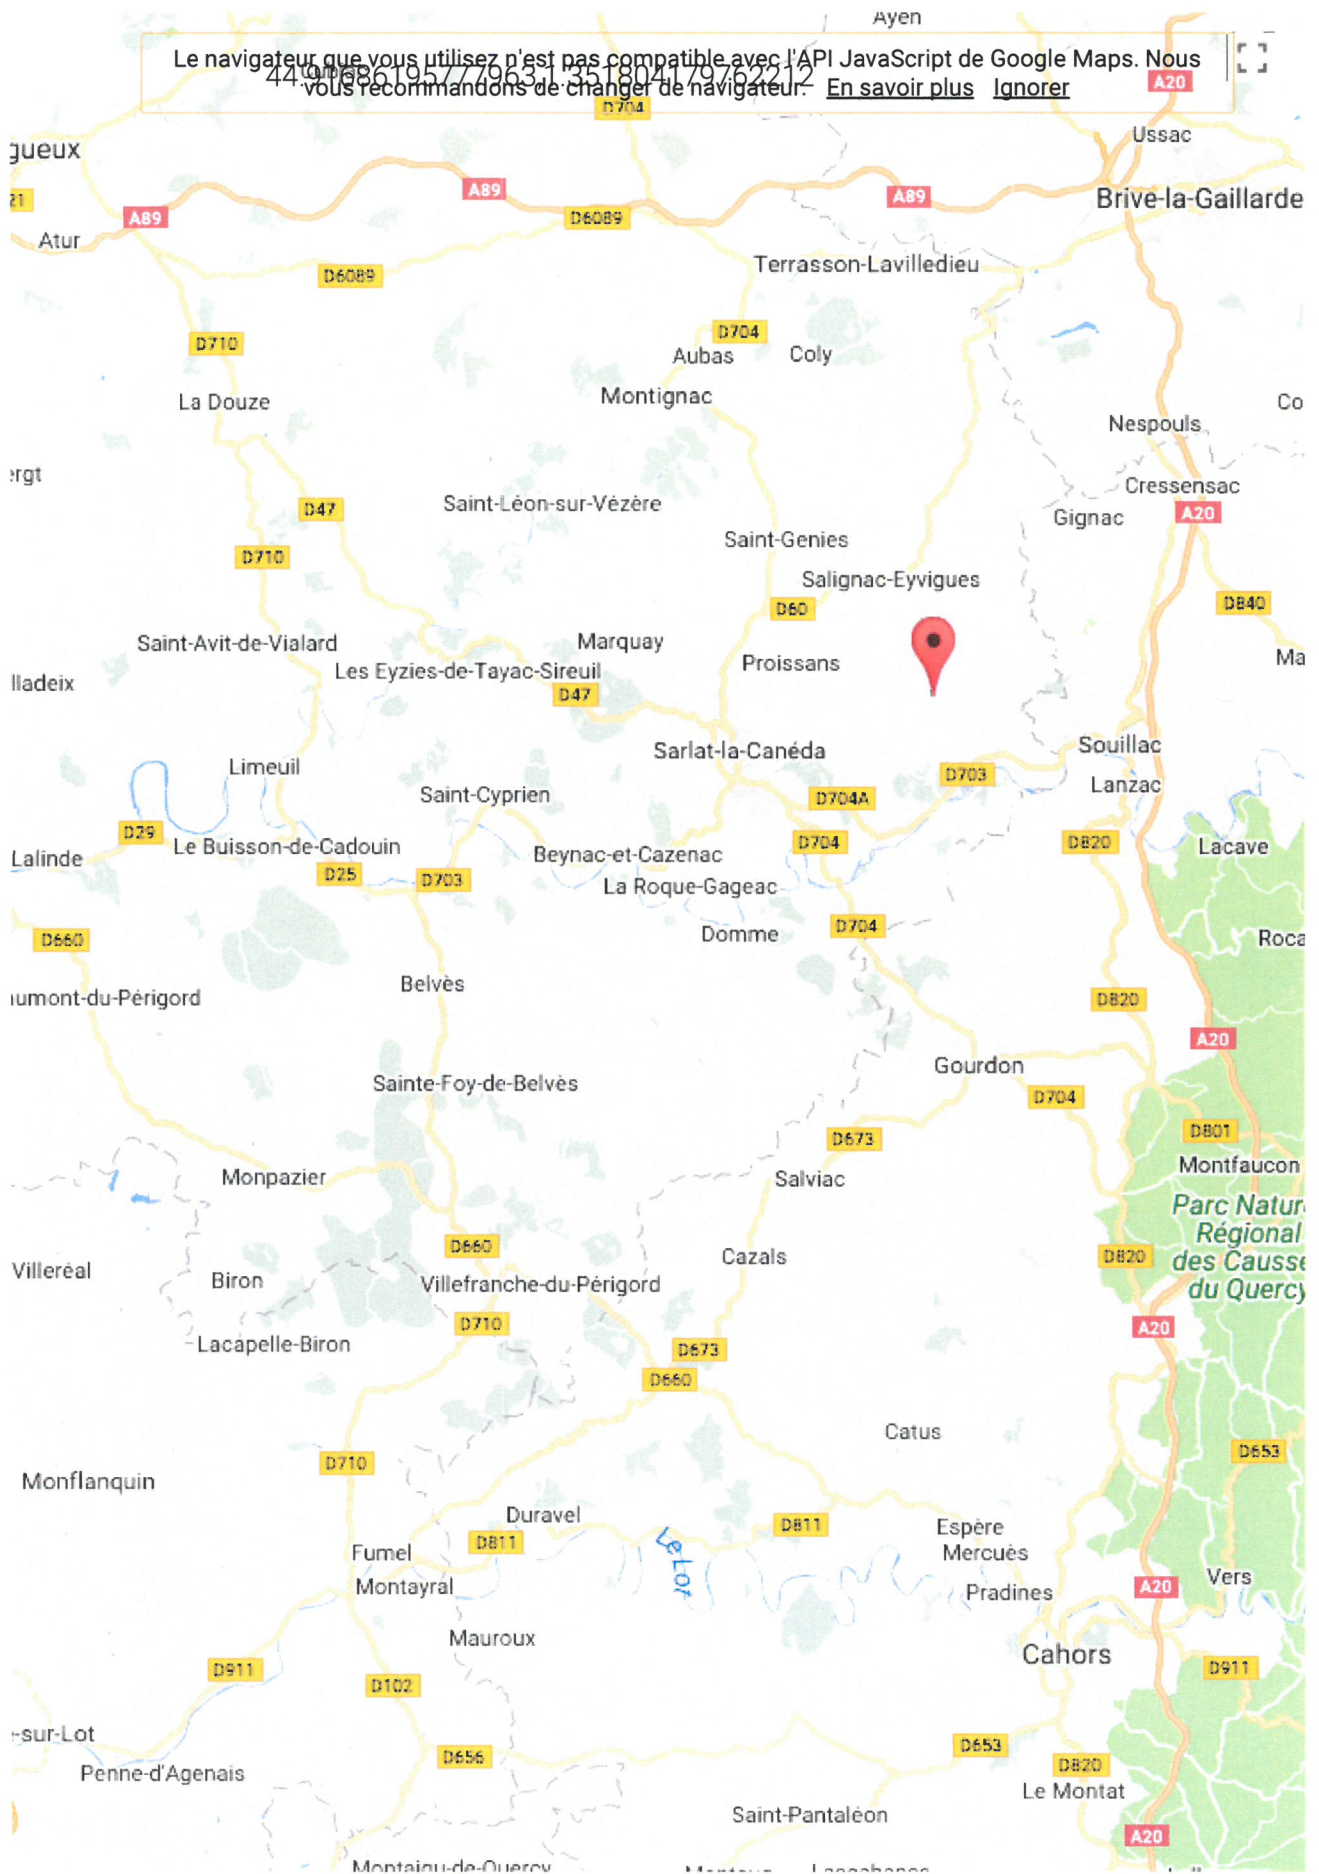 Ayen
Le navigateur que vous utilisez n'est pas compatible avec l'API JavaScript de Google Maps. Nous
vous recommandons de changer de navigateur. En savoir plus Ignorer
A20
D704
Ussac
gueux
21
A89
A89
A89
Brive-la-Gaillarde
D6089
Atur
D6089
Terrasson-Lavilledieu
D710
D704
Aubas
Coly
La Douze
Montignac
Co
Nespouls
ergt
Cressensac
D47
Saint-Léon-sur-Vézère
Gignac
A20
Saint-Genies
D710
Salignac-Eyvigues
D60
D840
Saint-Avit-de-Vialard
Marquay
Ma
Les Eyzies-de-Tayac-Sireuil
Proissans
lladeix
D47
Sarlat-la-Canéda
Souillac
Limeuil
D703
Lanzac
Saint-Cyprien
D704A
D29
Le Buisson-de-Cadouin
D704
D820
Lacave
Lalinde
Beynac-et-Cazenac
D25
D703
La Roque-Gageac
D660
Domme
D704
Roca
Belvès
aumont-du-Périgord
D820
A20
Gourdon
Sainte-Foy-de-Belvès
D704
D673
D801
Monpazier
Salviac
Montfaucon
Parc Natur
Régional
des Causse
du Quercy
D660
D820
Villeréal
Biron
Villefranche-du-Périgord
Cazals
D710
A20
Lacapelle-Biron
D673
D660
Catus
D653
D710
Monflanquin
Duravel
D811
Espère
D811
Mercuès
Fumel
Le Lot
Montayral
Pradines
A20
Vers
Mauroux
Cahors
D911
D911
D102
-sur-Lot
D656
D653
D820
Penne-d'Agenais
Le Montat
Saint-Pantaléon
A20
Montaigu-de-Quercy